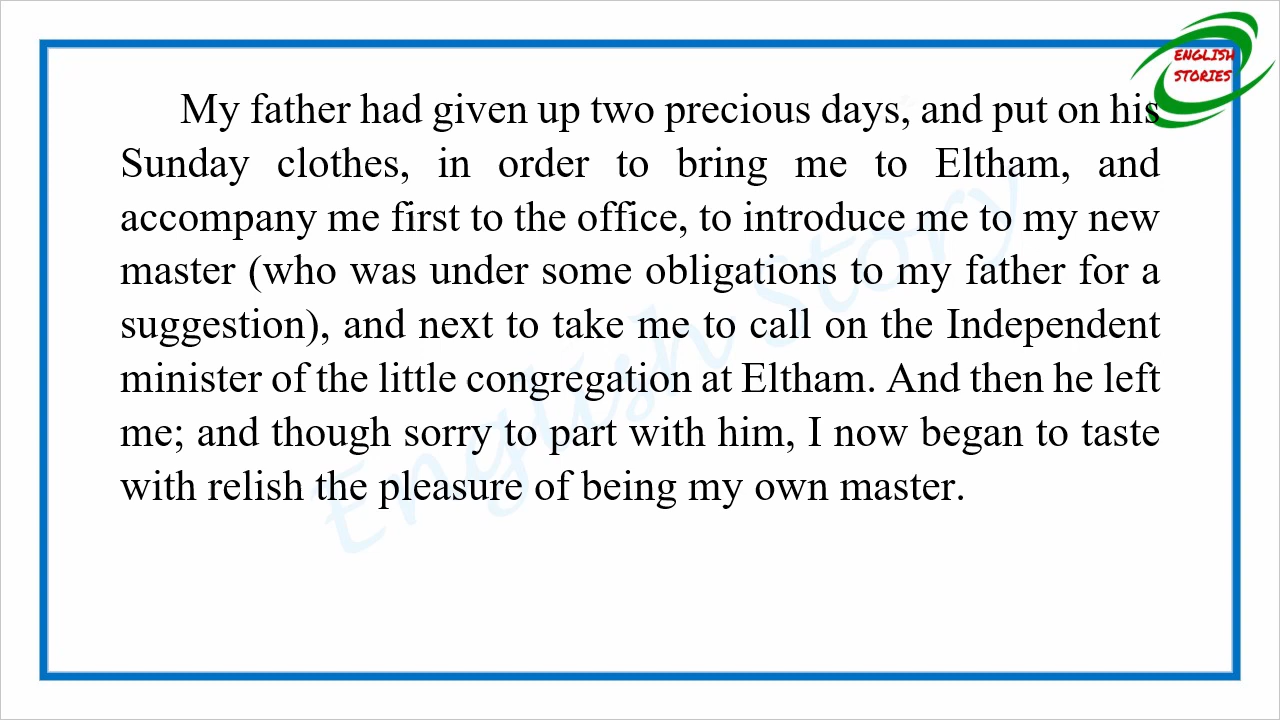 ENGLISH
STORIES
My father had given up two precious days, and put on his
Sunday clothes, in order to bring me to Eltham, and
accompany me first to the office, to introduce me to my new
master (who was under some obligations to my father for a
suggestion), and next to take me to call on the Independent
minister of the little congregation at Eltham. And then he left
me; and though sorry to part with him, I now began to taste
with relish the pleasure of being my own master.
English Story